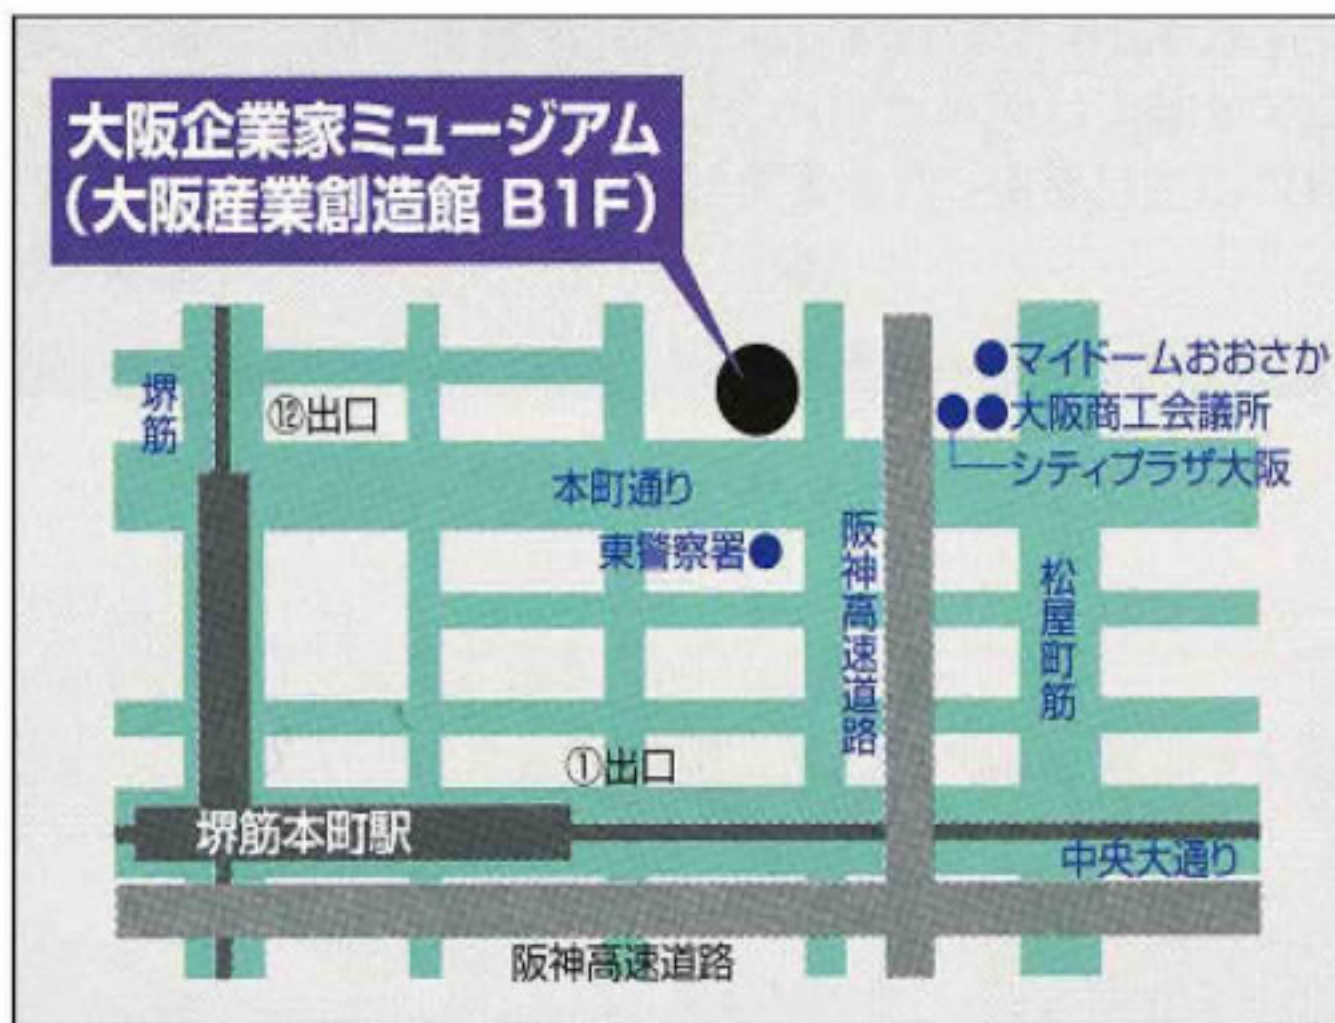 大阪企業家ミュージアム
(大阪産業創造館 B1F)
堺筋
⑫出口
マイドームおおさか
大阪商工会議所
シティプラザ大阪
本町通り
東警察署
阪神高速道路
松屋町筋
①出口
堺筋本町駅
中央大通り
阪神高速道路